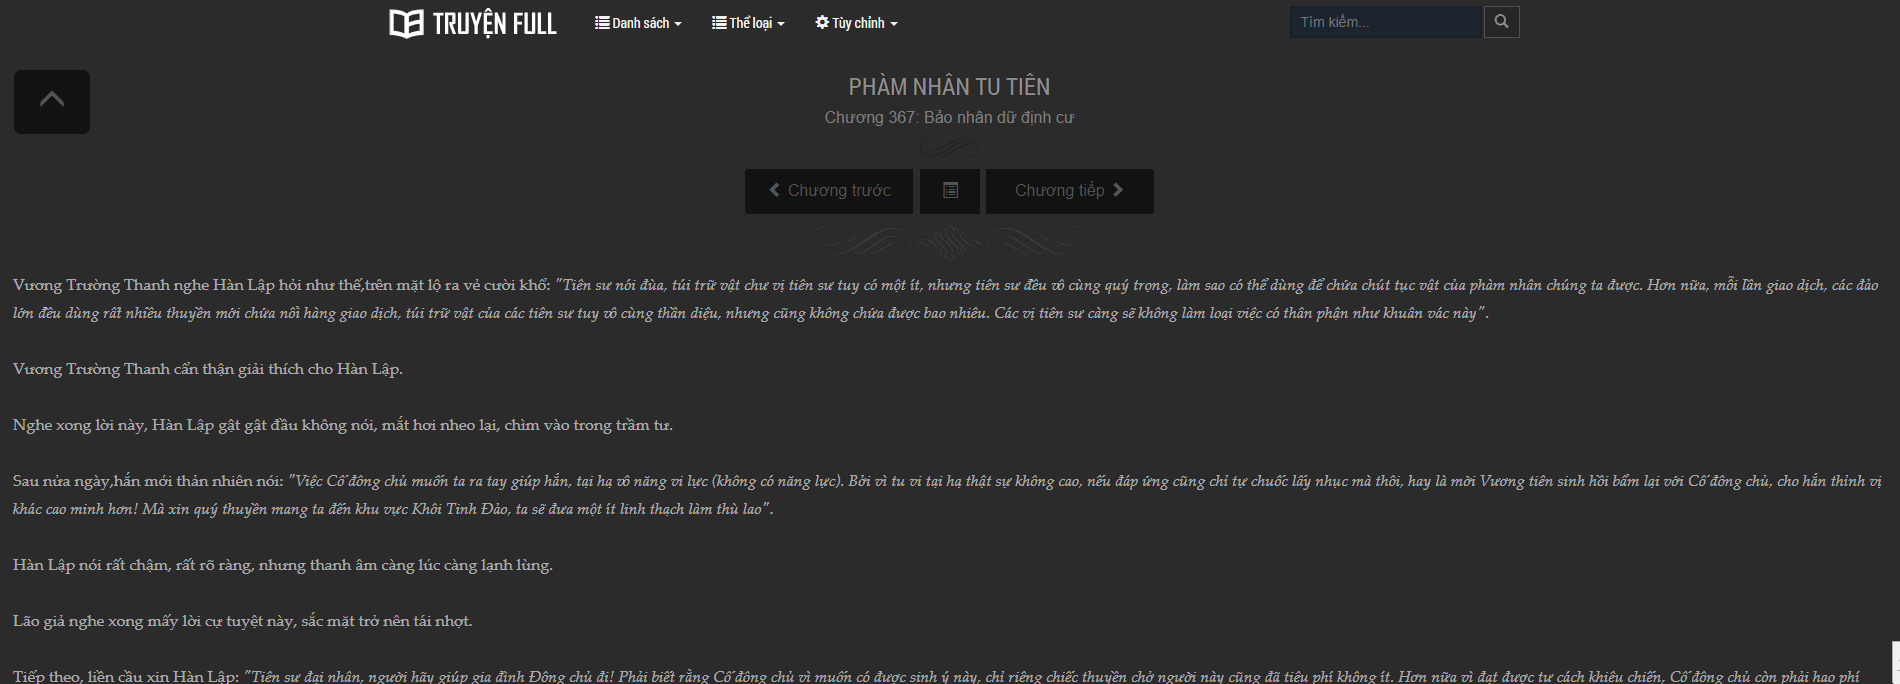 TRUYỆN FULL
Danh sách
Thể loại
Tùy chỉnh
Tìm kiếm...
PHÀM NHÂN TU TIÊN
Chương 367: Bảo nhân dữ định cư
Chương trước
Chương tiếp
Vương Trường Thanh nghe Hàn Lập hỏi như thế,trên mặt lộ ra vẻ cười khổ: "Tiên sư nói đùa, túi trữ vật chư vị tiên sư tuy có một ít, nhưng tiên sư đều vô cùng quý trọng, làm sao có thể dùng để chứa chút tục vật của phàm nhân chúng ta được. Hơn nữa, mỗi lần giao dịch, các đảo
lớn đều dùng rất nhiều thuyền mới chứa nổi hàng giao dịch, túi trữ vật của các tiên sư tuy vô cùng thần diệu, nhưng cũng không chứa được bao nhiêu. Các vị tiên sư càng sẽ không làm loại việc có thân phận như khuân vác này".
Vương Trường Thanh cẩn thận giải thích cho Hàn Lập.
Nghe xong lời này, Hàn Lập gật gật đầu không nói, mắt hơi nheo lại, chìm vào trong trầm tư.
Sau nửa ngày,hắn mới thản nhiên nói: "Việc Cố đông chủ muốn ta ra tay giúp hắn, tại hạ vô năng vi lực (không có năng lực). Bởi vì tu vi tại hạ thật sự không cao, nếu đáp ứng cũng chỉ tự chuốc lấy nhục mà thôi, hay là mời Vương tiên sinh hồi bẩm lại với Cố đông chủ, cho hắn thỉnh vị
khác cao minh hơn! Mà xin quý thuyền mang ta đến khu vực Khôi Tinh Đảo, ta sẽ đưa một ít linh thạch làm thù lao".
Hàn Lập nói rất chậm, rất rõ ràng, nhưng thanh âm càng lúc càng lạnh lùng.
Lão giả nghe xong mấy lời cự tuyệt này, sắc mặt trở nên tái nhợt.
Tiếp theo, liền cầu xin Hàn Lập: "Tiên sư đại nhân, người hãy giúp gia đình Đông chủ đi! Phải biết rằng Cố đông chủ vì muốn có được sinh ý này, chỉ riêng chiếc thuyền chở người này cũng đã tiêu phí không ít. Hơn nữa vì đạt được tư cách khiêu chiến, Cố đông chủ còn phải hao phí